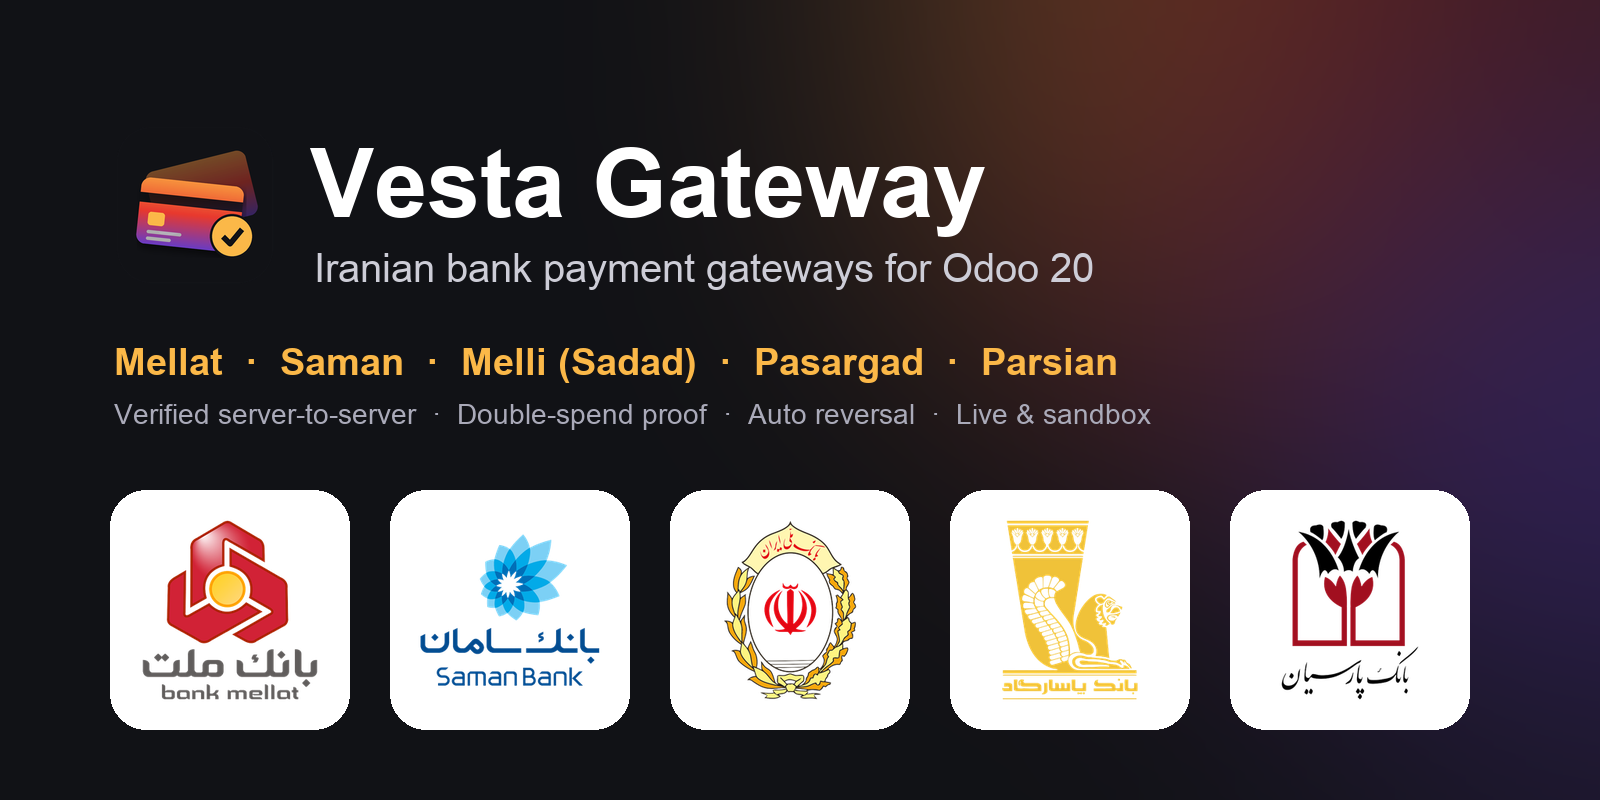 Vesta Gateway
Iranian bank payment gateways for Odoo 20
Mellat · Saman · Melli (Sadad) · Pasargad · Parsian
Verified server-to-server · Double-spend proof · Auto reversal · Live & sandbox
بانک ملت
bank mellat
بانک سامان
Saman Bank
بانک ملی ایران
بانک پاسارگاد
بانک پارسیان